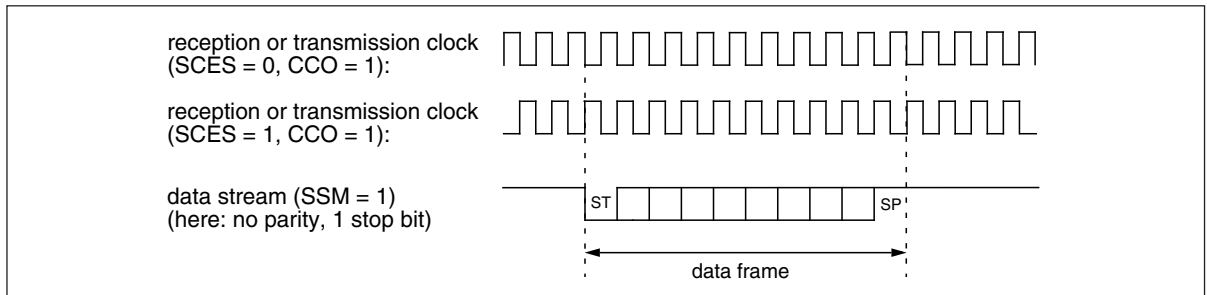 reception or transmission clock
(SCES = 0, CCO = 1):
reception or transmission clock
(SCES = 1, CCO = 1):
data stream (SSM = 1)
(here: no parity, 1 stop bit)
ST
SP
data frame